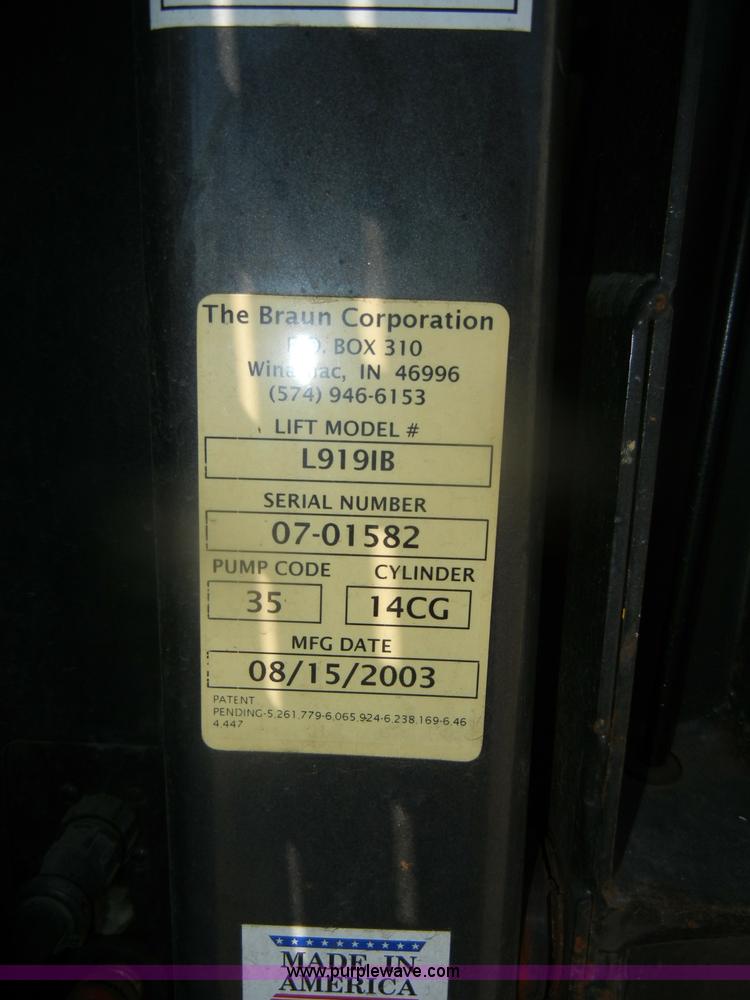 The Braun Corporation
BOX 310
IN 46996
(574) 946-6153
LIFT MODEL #
L919IB
SERIAL NUMBER
07-01582
PUMP CODE CYLINDER
35 14CG
MFG DATE
08/15/2003
PATENT
PENDING-5,261,779-6,065,924-6,238,169-6,46
4,447
MADE IN
www.purplewave.com
AMERICA